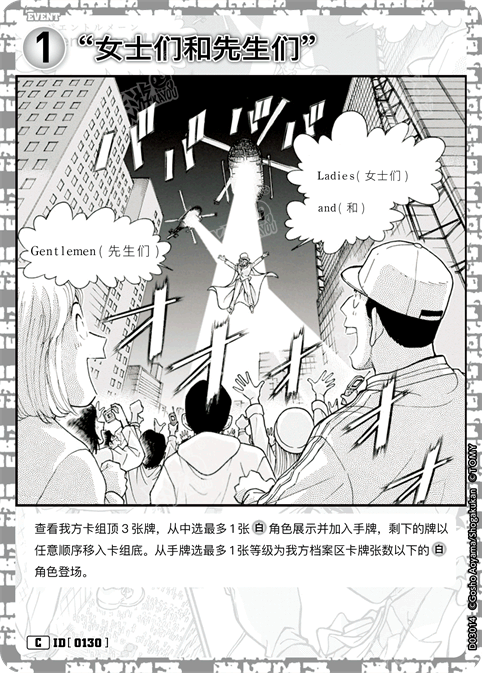 EVENT
1
“女士们和先生们”
Ladies(女士们)
and(和)
Gentlemen(先生们)
バババ
バババ
查看我方卡组顶3张牌，从中选最多1张白角色展示并加入手牌，剩下的牌以
任意顺序移入卡组底。从手牌选最多1张等级为我方档案区卡牌张数以下的白
角色登场。
C ID[0130]
D03014 ©Gosho Aoyama/Shogakukan ©TOMY